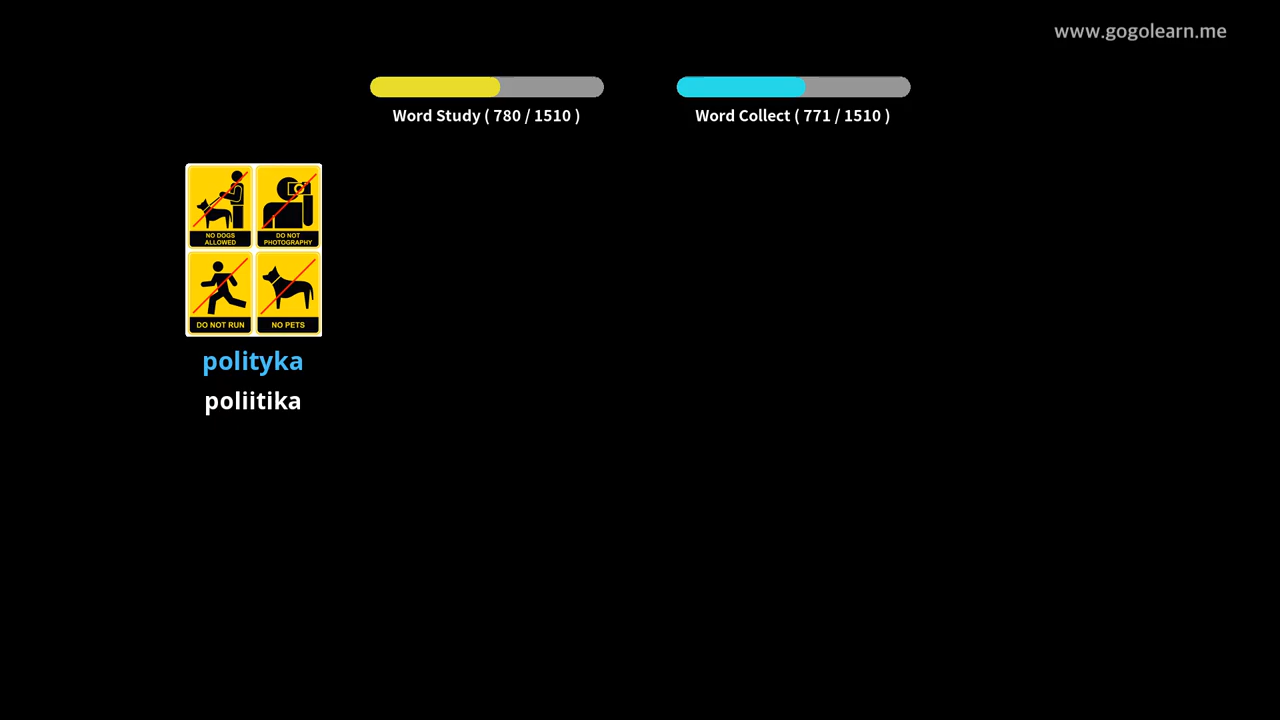 www.gogolearn.me
Word Study ( 780 / 1510 )
Word Collect ( 771 / 1510 )
NO DOGS
ALLOWED
DO NOT
PHOTOGRAPHY
DO NOT RUN
NO PETS
polityka
poliitika